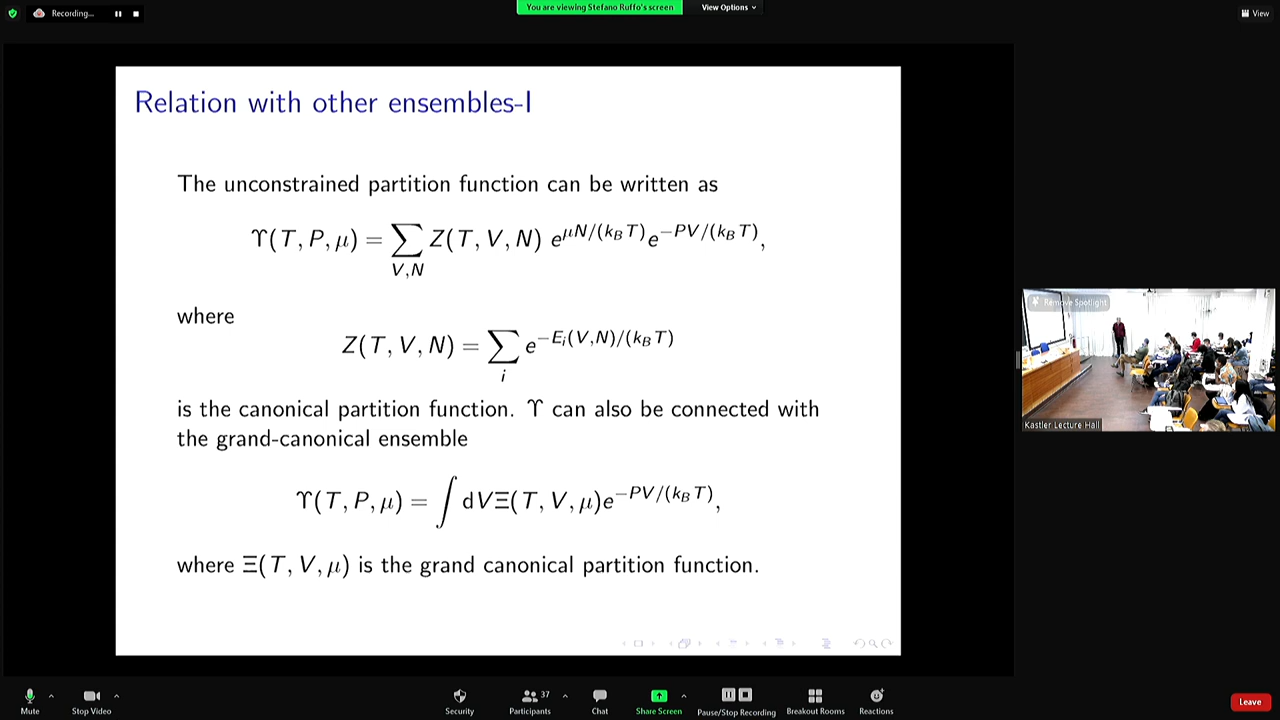 Recording...
You are viewing Stefano Ruffo's screen
View Options
View
Relation with other ensembles-I
The unconstrained partition function can be written as
ϒ(T, P, μ) = ∑_{V,N} Z(T, V, N) e^{μN/(k_B T)} e^{−PV/(k_B T)},
where
Z(T, V, N) = ∑_i e^{−E_i(V,N)/(k_B T)}
is the canonical partition function. ϒ can also be connected with
the grand-canonical ensemble
ϒ(T, P, μ) = ∫ dVΞ(T, V, μ)e^{−PV/(k_B T)},
where Ξ(T, V, μ) is the grand canonical partition function.
Remove Spotlight
Kastler Lecture Hall
Mute
Stop Video
Security
37
Participants
Chat
Share Screen
Pause/Stop Recording
Breakout Rooms
Reactions
Leave